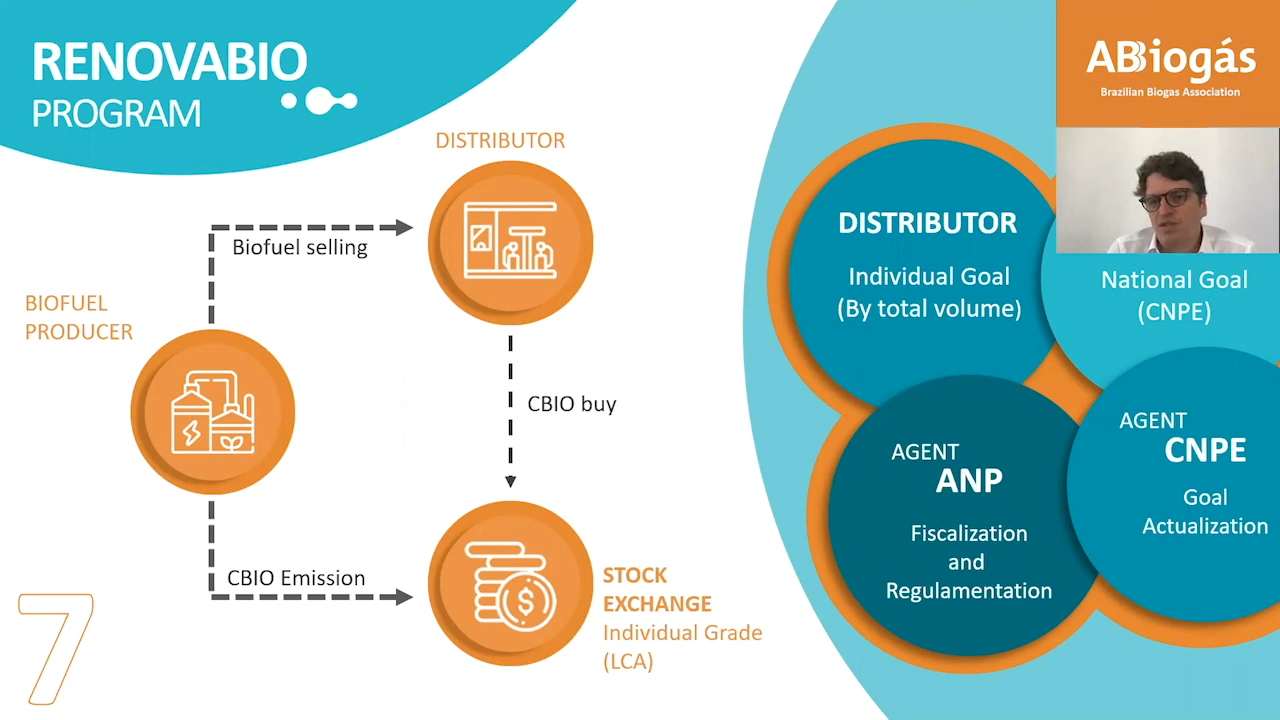 RENOVABIO
PROGRAM
ABiogás
Brazilian Biogas Association
DISTRIBUTOR
Biofuel selling
BIOFUEL
PRODUCER
CBIO buy
CBIO Emission
STOCK
EXCHANGE
Individual Grade
(LCA)
7
DISTRIBUTOR
Individual Goal
(By total volume)
National Goal
(CNPE)
AGENT
ANP
Fiscalization
and
Regulamentation
AGENT
CNPE
Goal
Actualization